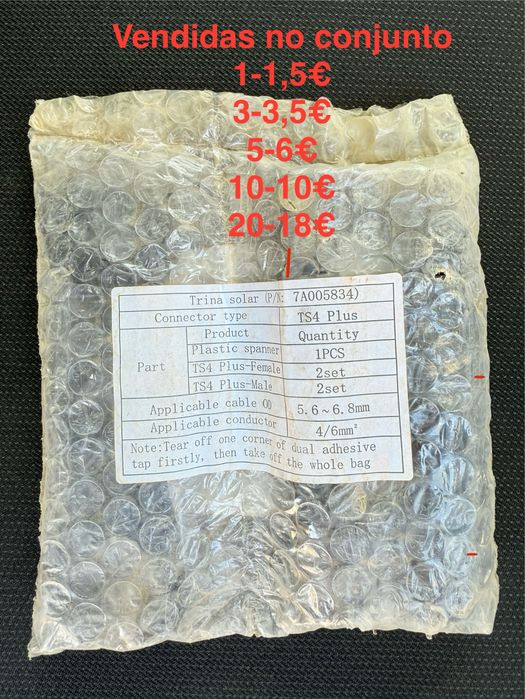 Vendidas no conjunto
1-1,5€
3-3,5€
5-6€
10-10€
20-18€
Trina solar (P/N: 7A005834)
Connector type TS4 Plus
Part Product Quantity
Plastic spanner 1PCS
TS4 Plus-Female 2set
TS4 Plus-Male 2set
Applicable cable OD 5.6~6.8mm
Applicable conductor 4/6mm²
Note:Tear off one corner of dual adhesive
tap firstly, then take off the whole bag